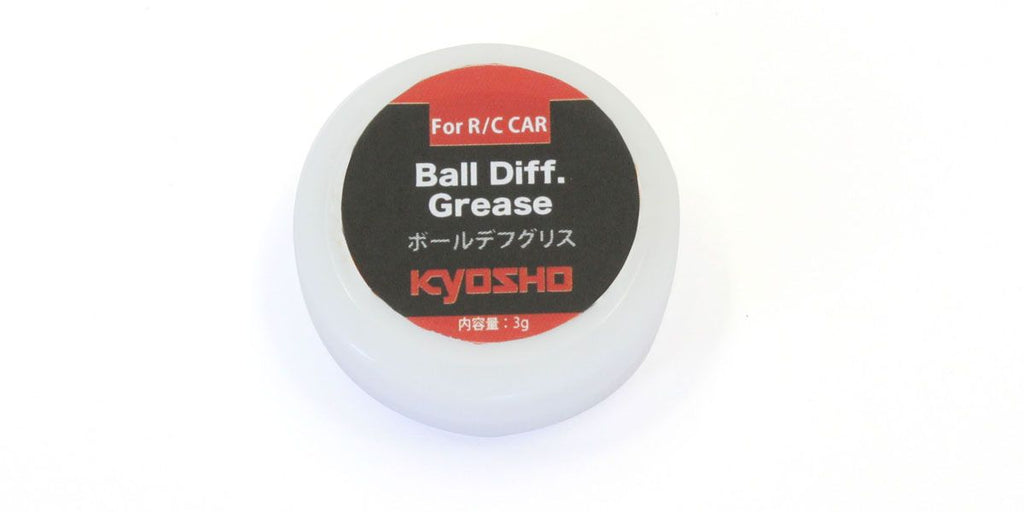 For R/C CAR
Ball Diff.
Grease
ボールデフグリス
KYOSHO
内容量：3g